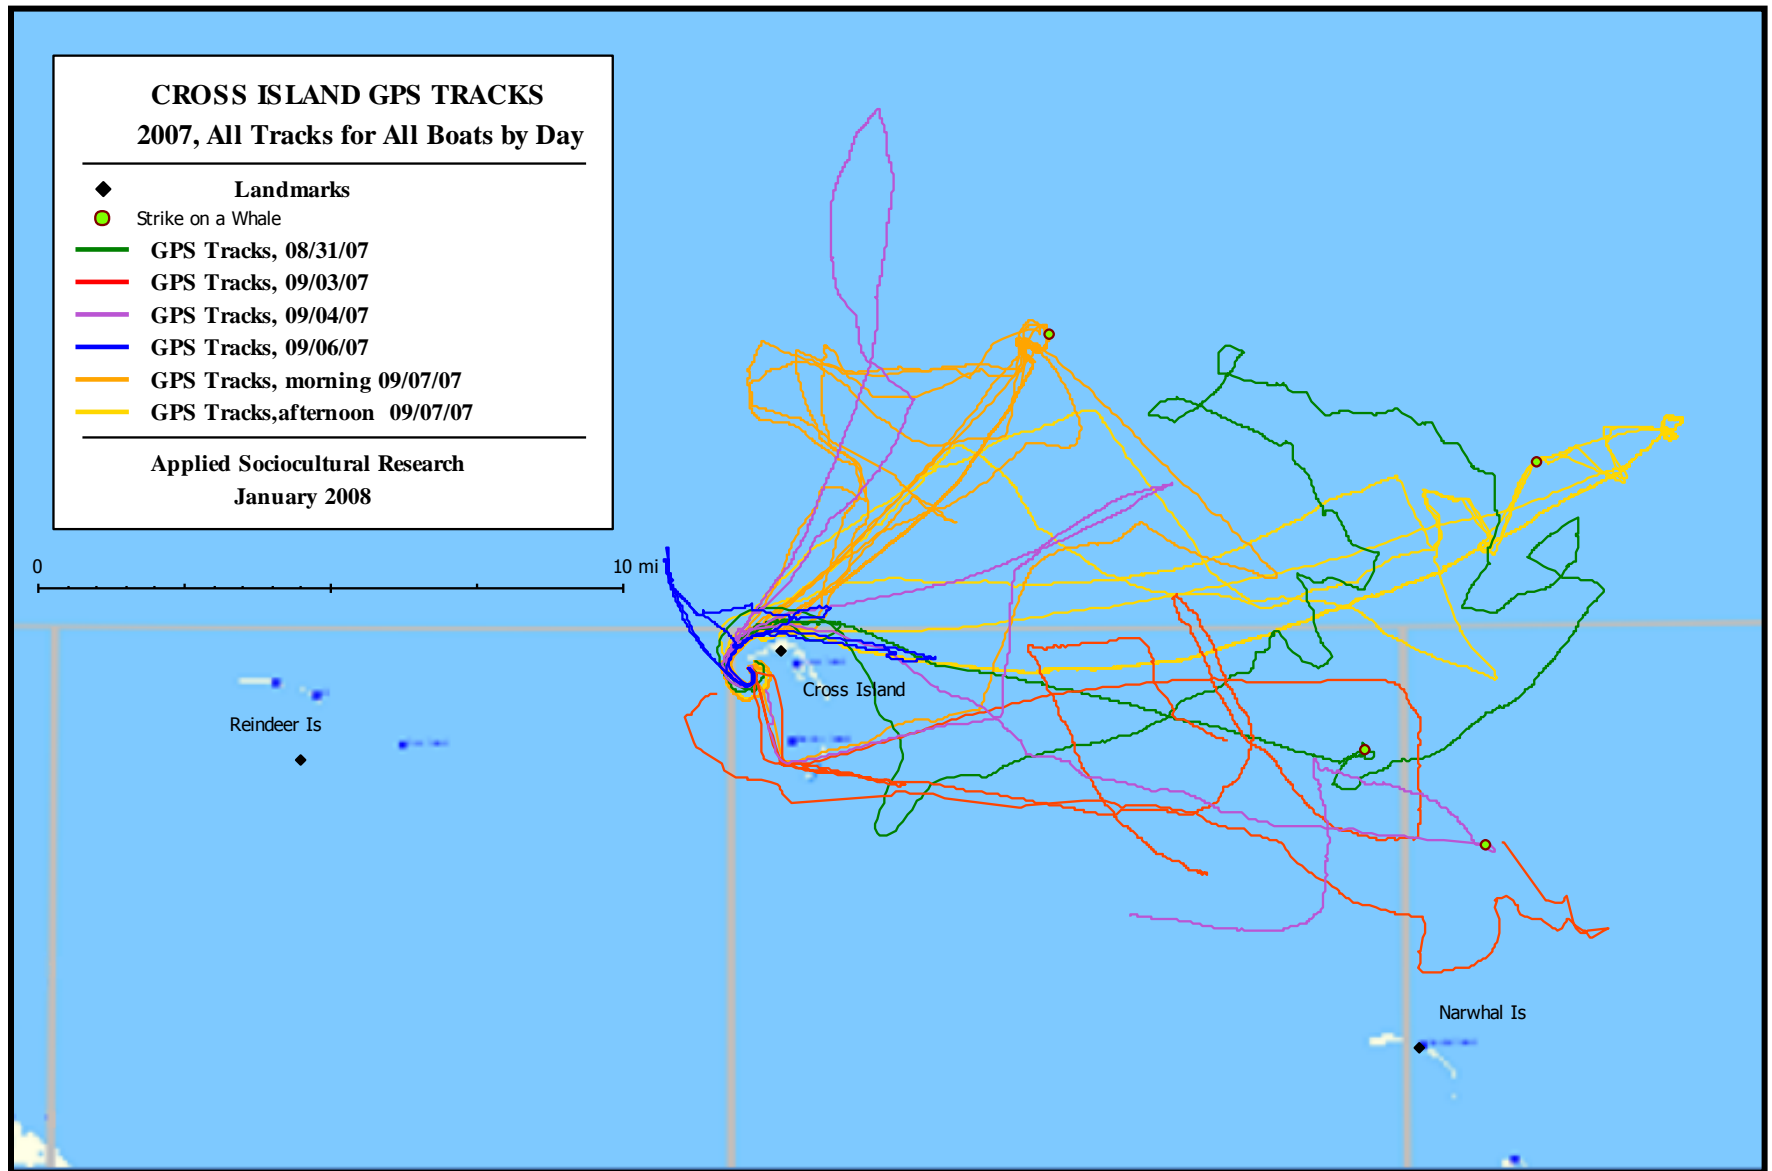 CROSS ISLAND GPS TRACKS
2007, All Tracks for All Boats by Day
Landmarks
Strike on a Whale
GPS Tracks, 08/31/07
GPS Tracks, 09/03/07
GPS Tracks, 09/04/07
GPS Tracks, 09/06/07
GPS Tracks, morning 09/07/07
GPS Tracks,afternoon 09/07/07
Applied Sociocultural Research
January 2008
0 10 mi
Cross Island
Reindeer Is
Narwhal Is